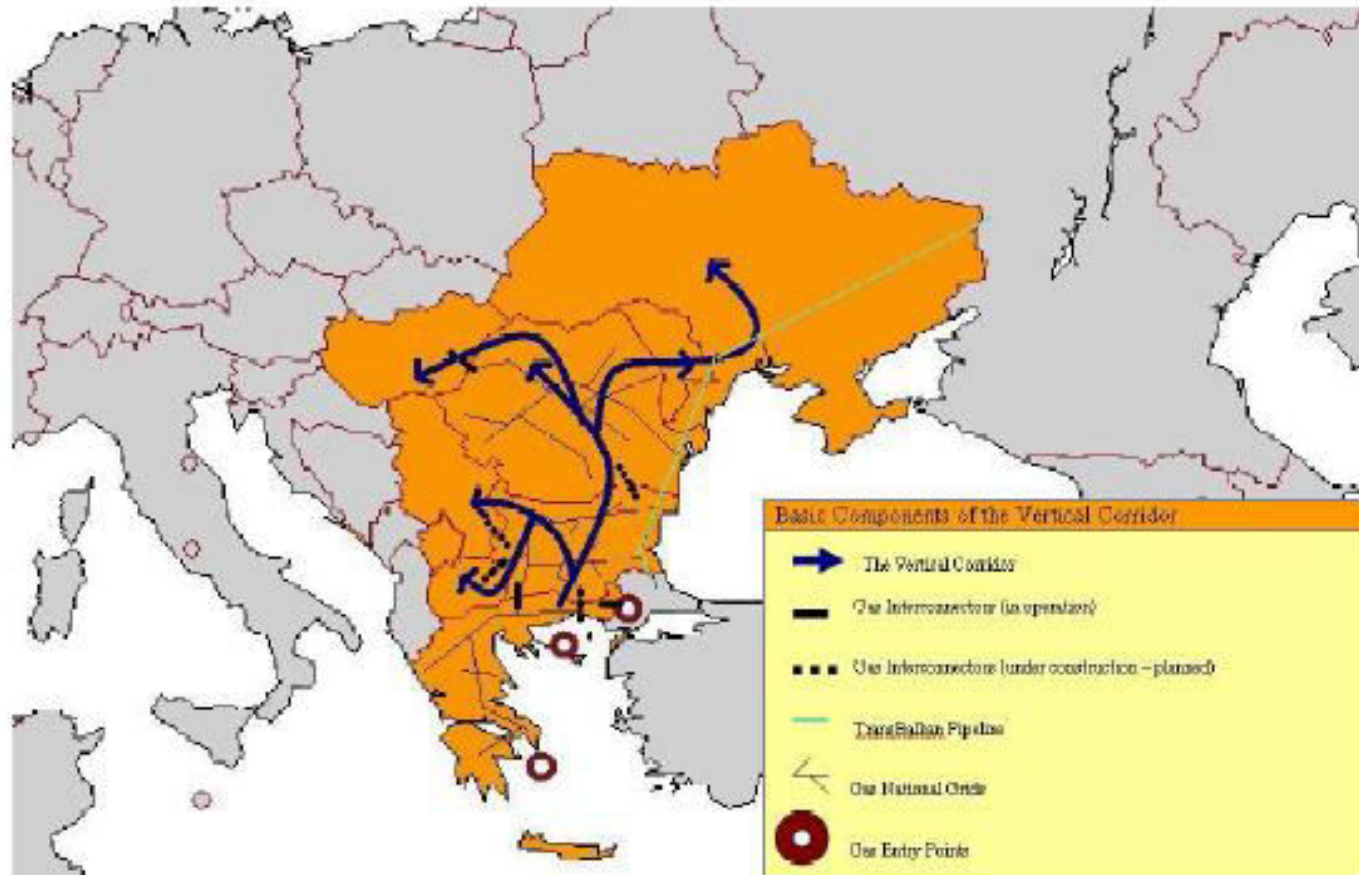 Basic Components of the Vertical Corridor
The Vertical Corridor
Gas Interconnectors (in operation)
Gas Interconnectors (under construction – planned)
TransBalkan Pipeline
Gas National Grids
Gas Entry Points